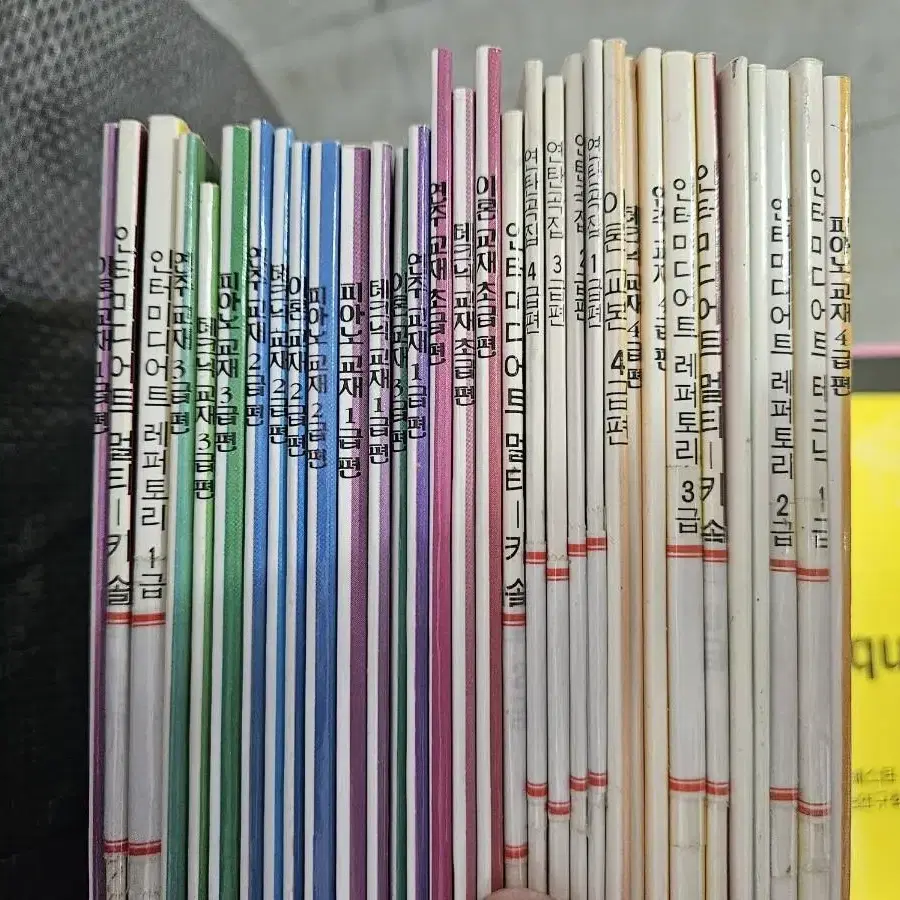 이론 교재 1급편
인터미디어트 멀티-키 솔
인터미디어트 레퍼토리 1급
연주 교재 3급편
테크닉 교재 3급편
피아노 교재 3급편
연주 교재 2급편
테크닉 교재 2급편
이론 교재 2급편
피아노 교재 2급편
피아노 교재 1급편
테크닉 교재 1급편
이론 교재 3급편
연주 교재 1급편
연주 교재 초급편
테크닉 교재 초급편
이론 교재 초급편
인터미디어트 멀티-키 솔
연탄곡집 4급편
연탄곡집 3급편
연탄곡집 2급편
연탄곡집 1급편
이론 교본 4급편
테크닉 교재 4급편
연주 교재 4급편
인터미디어트 레퍼토리 3급
인터미디어트 멀티-키 솔
인터미디어트 레퍼토리 2급
인터미디어트 테크닉 1급
피아노 교재 4급편